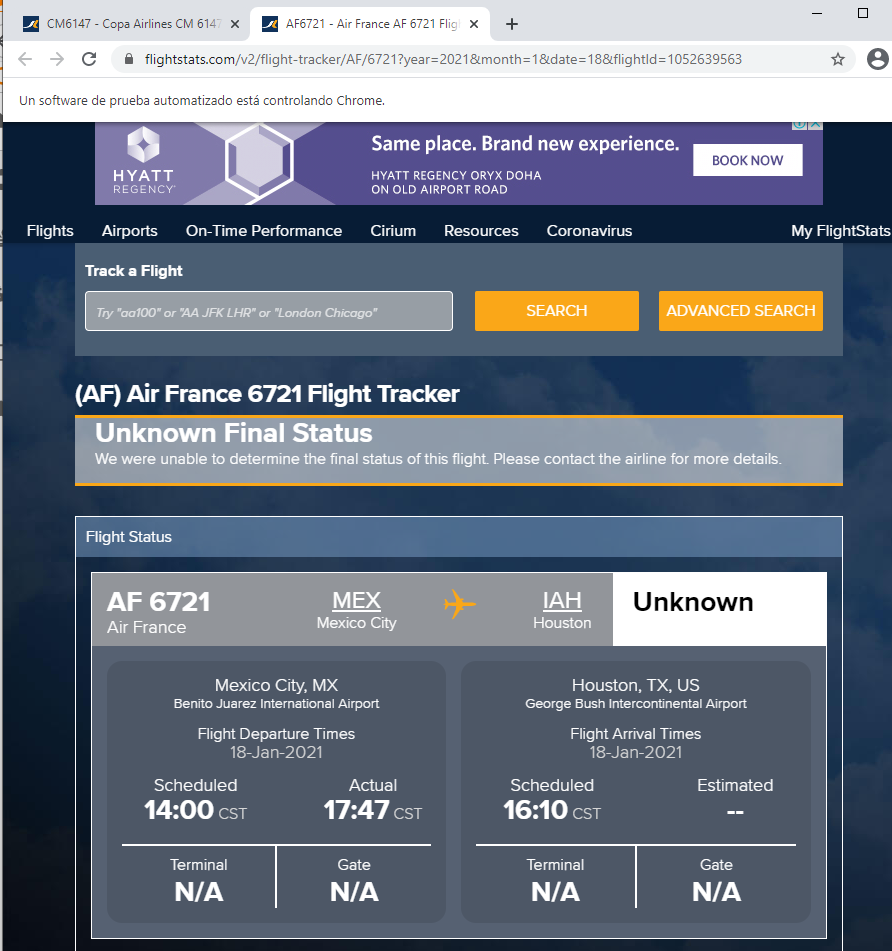 CM6147 - Copa Airlines CM 6147
AF6721 - Air France AF 6721 Flig
flightstats.com/v2/flight-tracker/AF/6721?year=2021&month=1&date=18&flightId=1052639563
Un software de prueba automatizado está controlando Chrome.
HYATT
REGENCY
Same place. Brand new experience.
HYATT REGENCY ORYX DOHA
ON OLD AIRPORT ROAD
BOOK NOW
Flights Airports On-Time Performance Cirium Resources Coronavirus My FlightStats
Track a Flight
Try "aa100" or "AA JFK LHR" or "London Chicago"
SEARCH
ADVANCED SEARCH
(AF) Air France 6721 Flight Tracker
Unknown Final Status
We were unable to determine the final status of this flight. Please contact the airline for more details.
Flight Status
AF 6721
Air France
MEX
Mexico City
IAH
Houston
Unknown
Mexico City, MX
Benito Juarez International Airport
Flight Departure Times
18-Jan-2021
Scheduled Actual
14:00 CST 17:47 CST
Terminal Gate
N/A N/A
Houston, TX, US
George Bush Intercontinental Airport
Flight Arrival Times
18-Jan-2021
Scheduled Estimated
16:10 CST --
Terminal Gate
N/A N/A